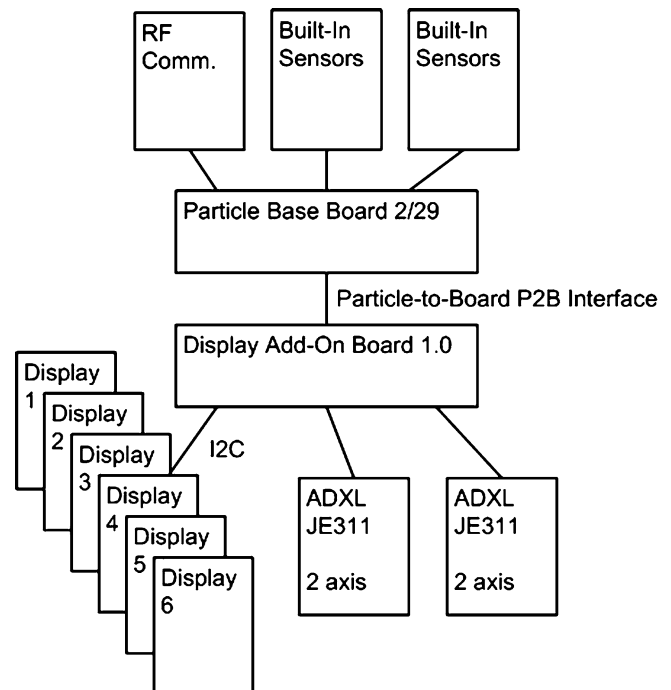 RF
Comm.
Built-In
Sensors
Built-In
Sensors
Particle Base Board 2/29
Particle-to-Board P2B Interface
Display Add-On Board 1.0
Display
1
Display
2
Display
3
Display
4
Display
5
Display
6
I2C
ADXL
JE311
2 axis
ADXL
JE311
2 axis